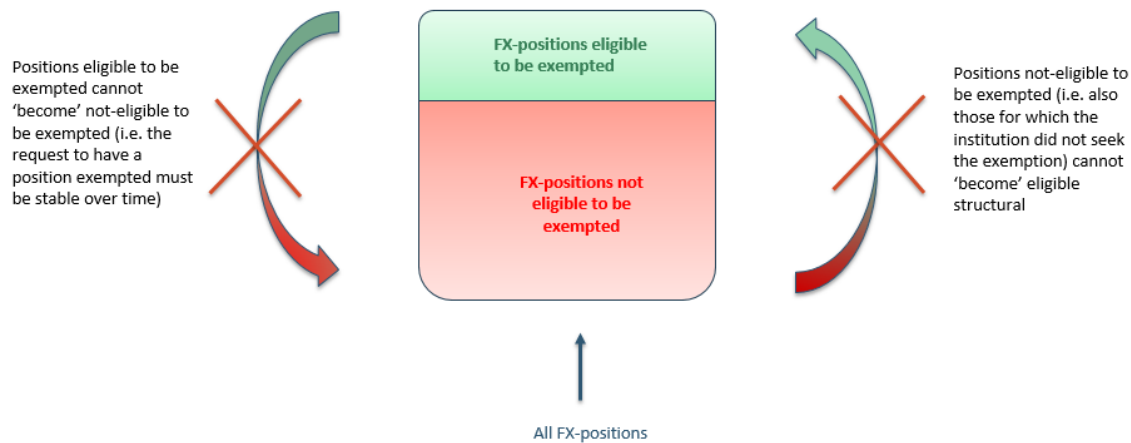 Positions eligible to be
exempted cannot
‘become’ not-eligible to
be exempted (i.e. the
request to have a
position exempted must
be stable over time)
FX-positions eligible
to be exempted
FX-positions not
eligible to be
exempted
Positions not-eligible to
be exempted (i.e. also
those for which the
institution did not seek
the exemption) cannot
‘become’ eligible
structural
All FX-positions